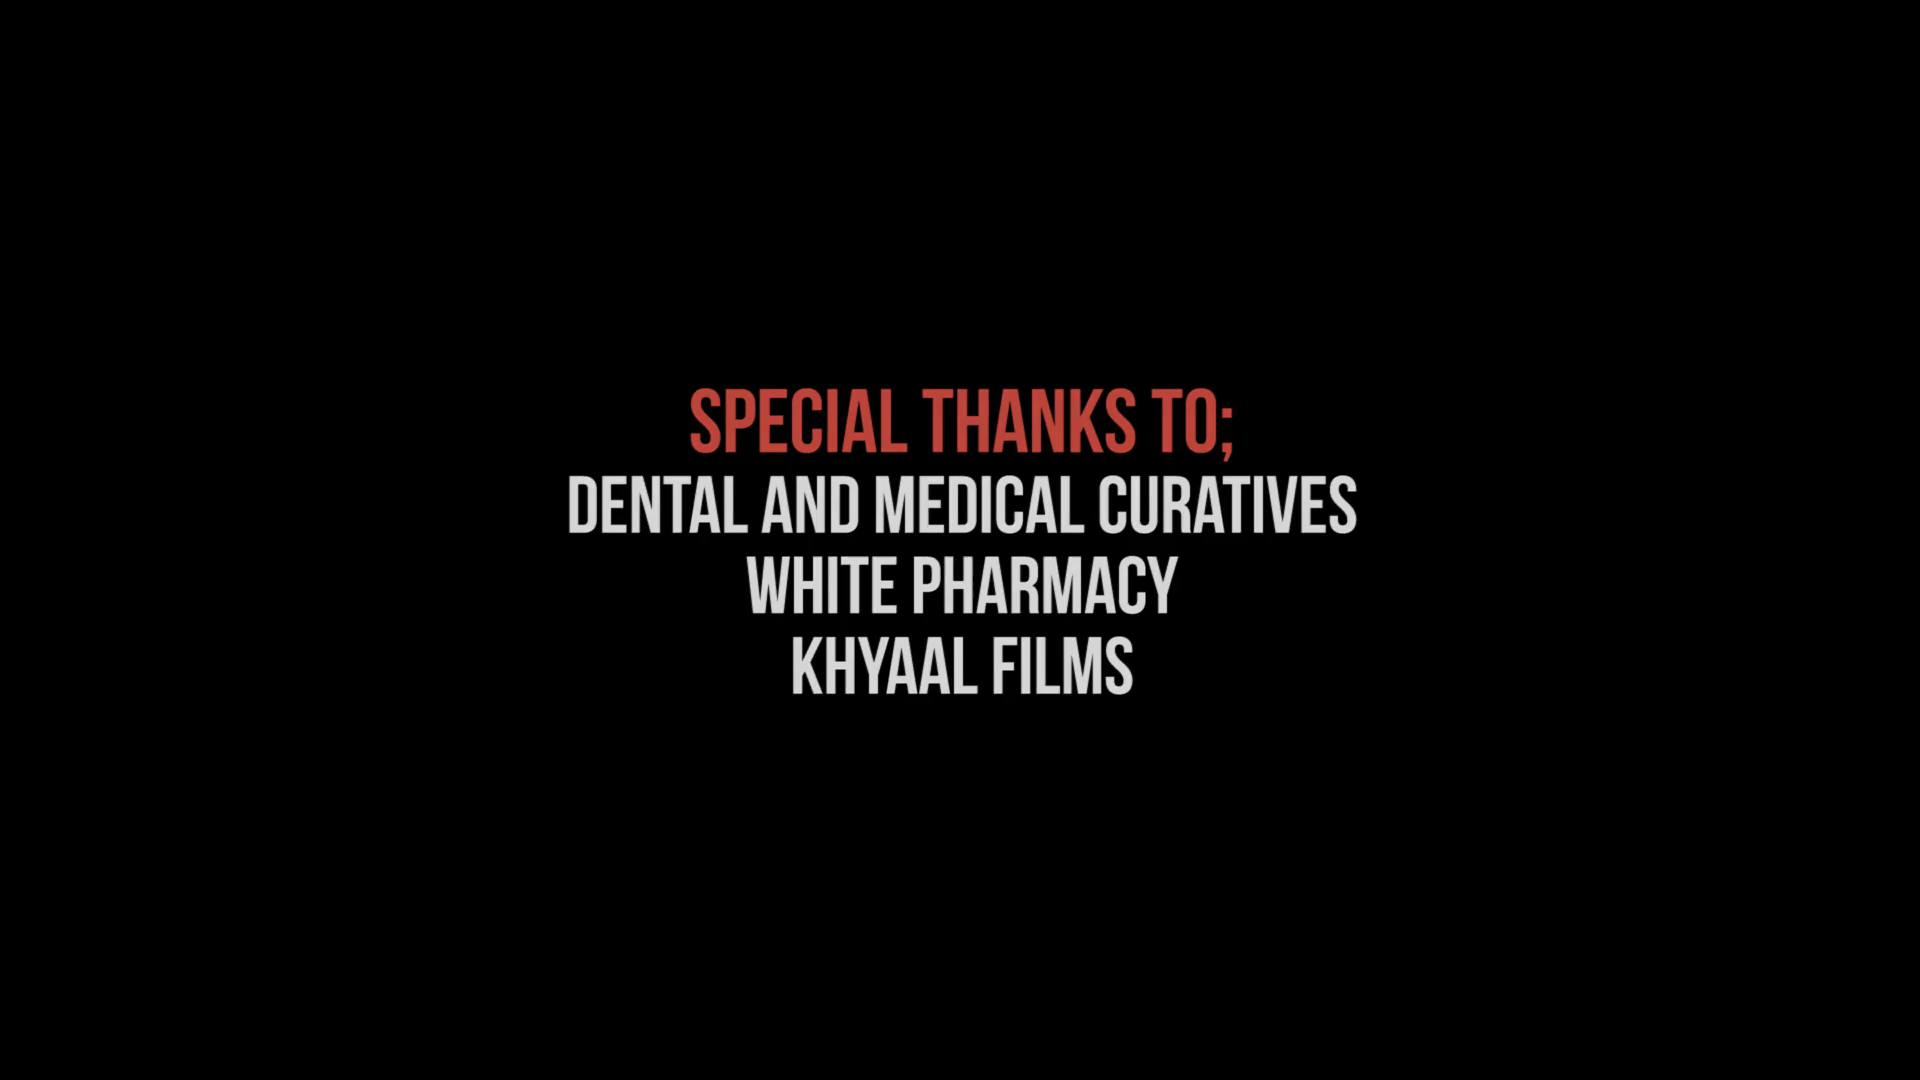 SPECIAL THANKS TO;
DENTAL AND MEDICAL CURATIVES
WHITE PHARMACY
KHYAAL FILMS